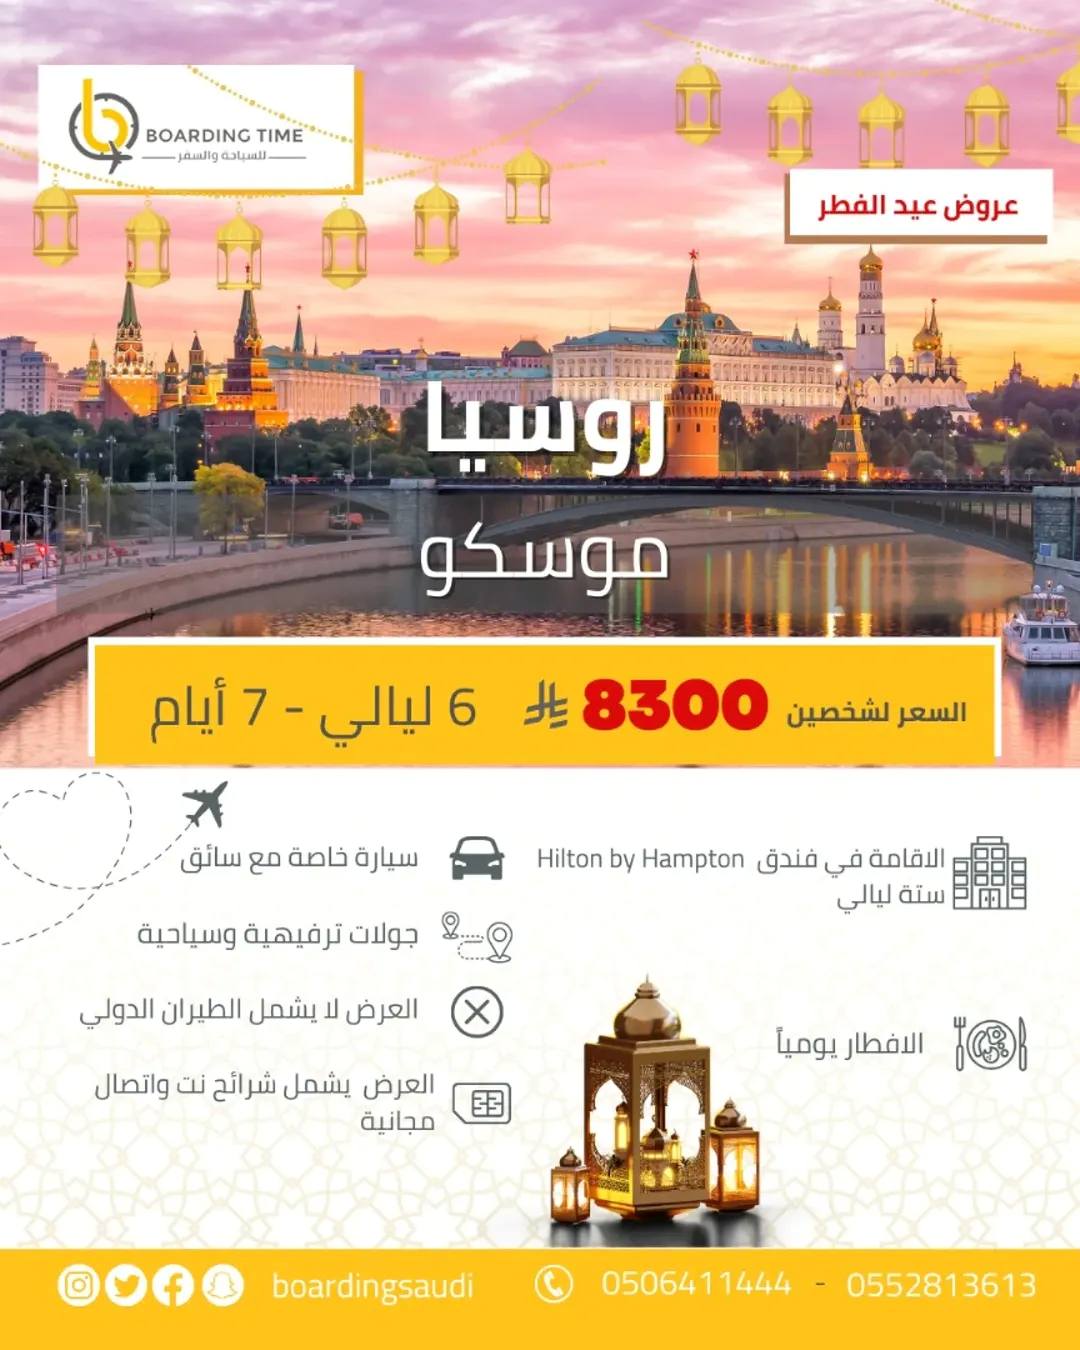 BOARDING TIME
للسياحة والسفر
عروض عيد الفطر
روسيا
موسكو
السعر لشخصين 8300 6 ليالي - 7 أيام
الاقامة في فندق Hilton by Hampton
ستة ليالي
الافطار يومياً
سيارة خاصة مع سائق
جولات ترفيهية وسياحية
العرض لا يشمل الطيران الدولي
العرض يشمل شرائح نت واتصال
مجانية
boardingsaudi 0506411444 - 0552813613